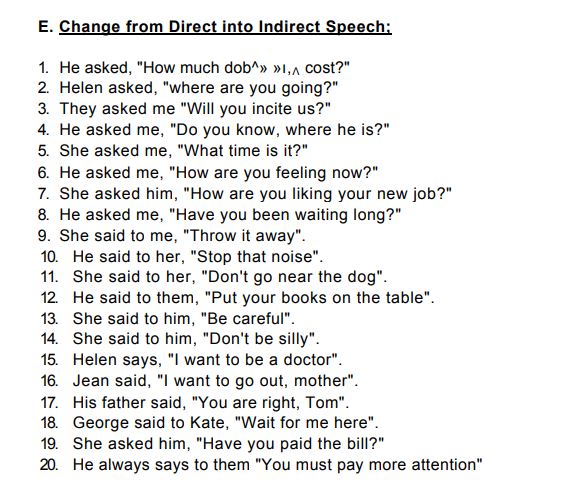 E. Change from Direct into Indirect Speech:
1. He asked, "How much dob^» »ı,ʌ cost?"
2. Helen asked, "where are you going?"
3. They asked me "Will you incite us?"
4. He asked me, "Do you know, where he is?"
5. She asked me, "What time is it?"
6. He asked me, "How are you feeling now?"
7. She asked him, "How are you liking your new job?"
8. He asked me, "Have you been waiting long?"
9. She said to me, "Throw it away".
10. He said to her, "Stop that noise".
11. She said to her, "Don't go near the dog".
12. He said to them, "Put your books on the table".
13. She said to him, "Be careful".
14. She said to him, "Don't be silly".
15. Helen says, "I want to be a doctor".
16. Jean said, "I want to go out, mother".
17. His father said, "You are right, Tom".
18. George said to Kate, "Wait for me here".
19. She asked him, "Have you paid the bill?"
20. He always says to them "You must pay more attention"